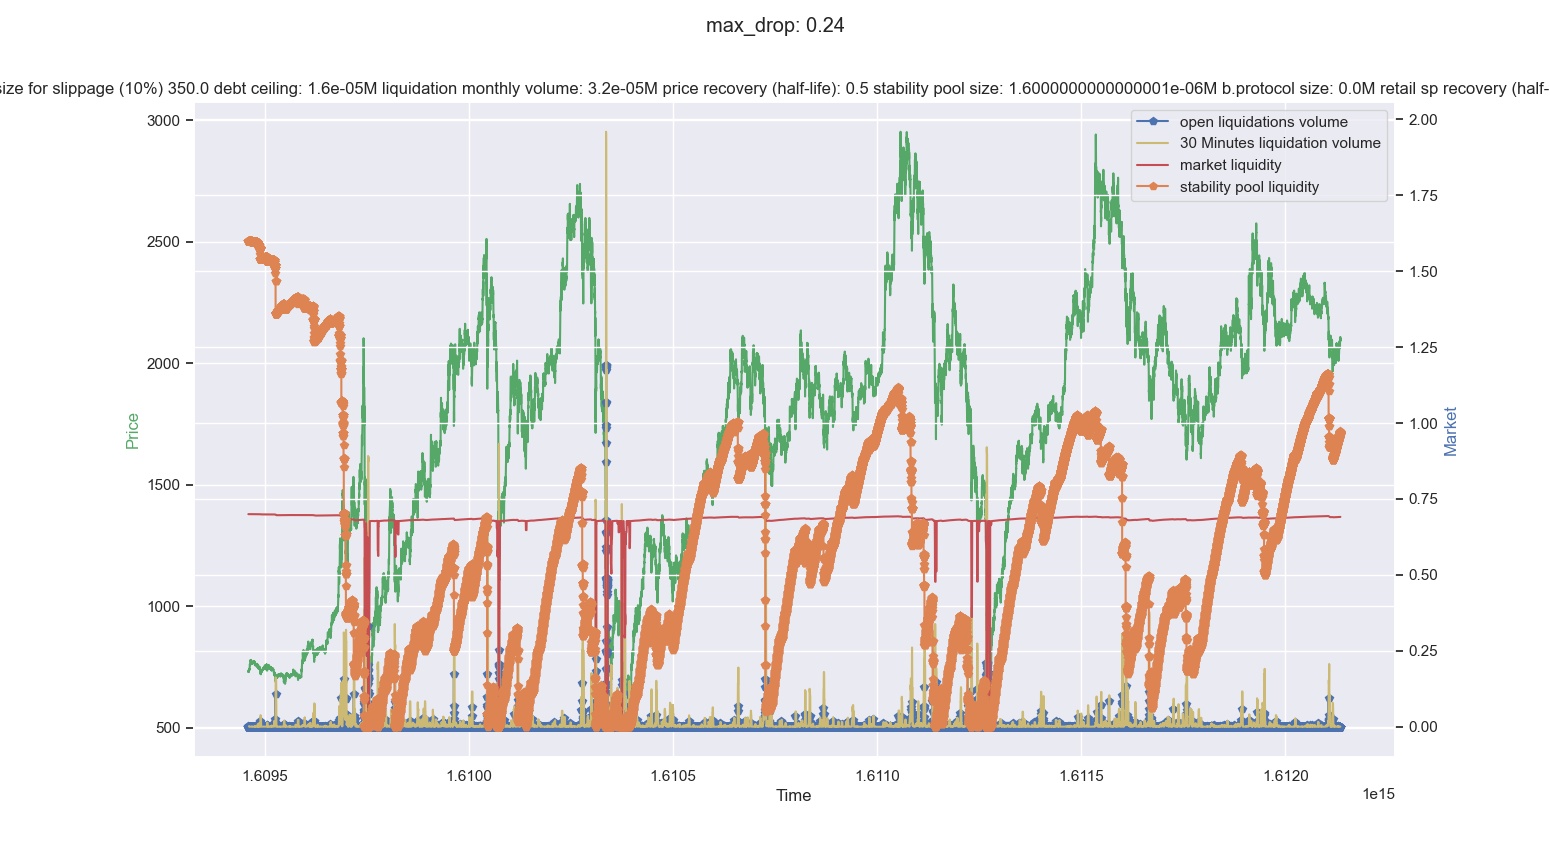 max_drop: 0.24
size for slippage (10%) 350.0 debt ceiling: 1.6e-05M liquidation monthly volume: 3.2e-05M price recovery (half-life): 0.5 stability pool size: 1.6000000000000001e-06M b.protocol size: 0.0M retail sp recovery (half-
3000
2500
2000
1500
1000
500
Price
open liquidations volume
30 Minutes liquidation volume
market liquidity
stability pool liquidity
2.00
1.75
1.50
1.25
1.00
0.75
0.50
0.25
0.00
Market
1.6095 1.6100 1.6105 1.6110 1.6115 1.6120
Time
1e15